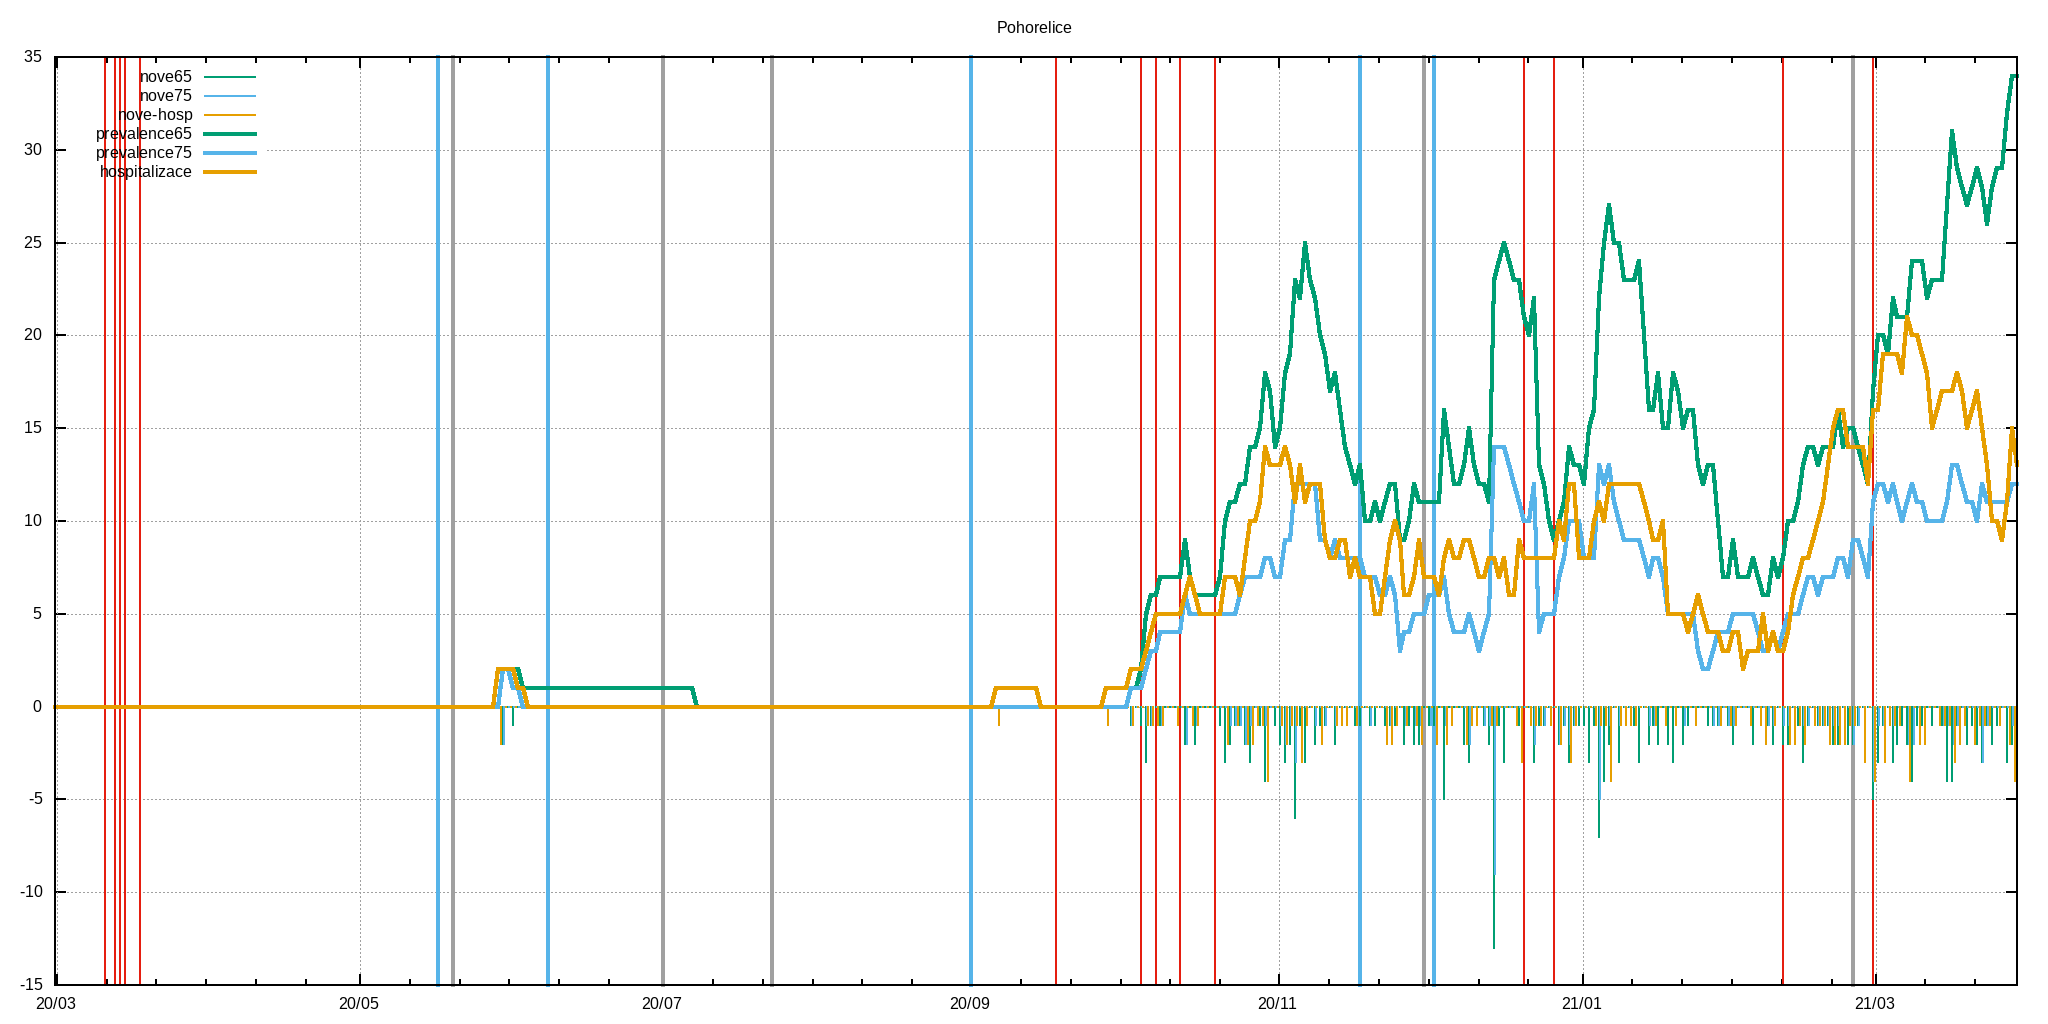 Pohorelice
35
30
25
20
15
10
5
0
-5
-10
-15
nove65
nove75
nove-hosp
prevalence65
prevalence75
hospitalizace
20/03 20/05 20/07 20/09 20/11 21/01 21/03